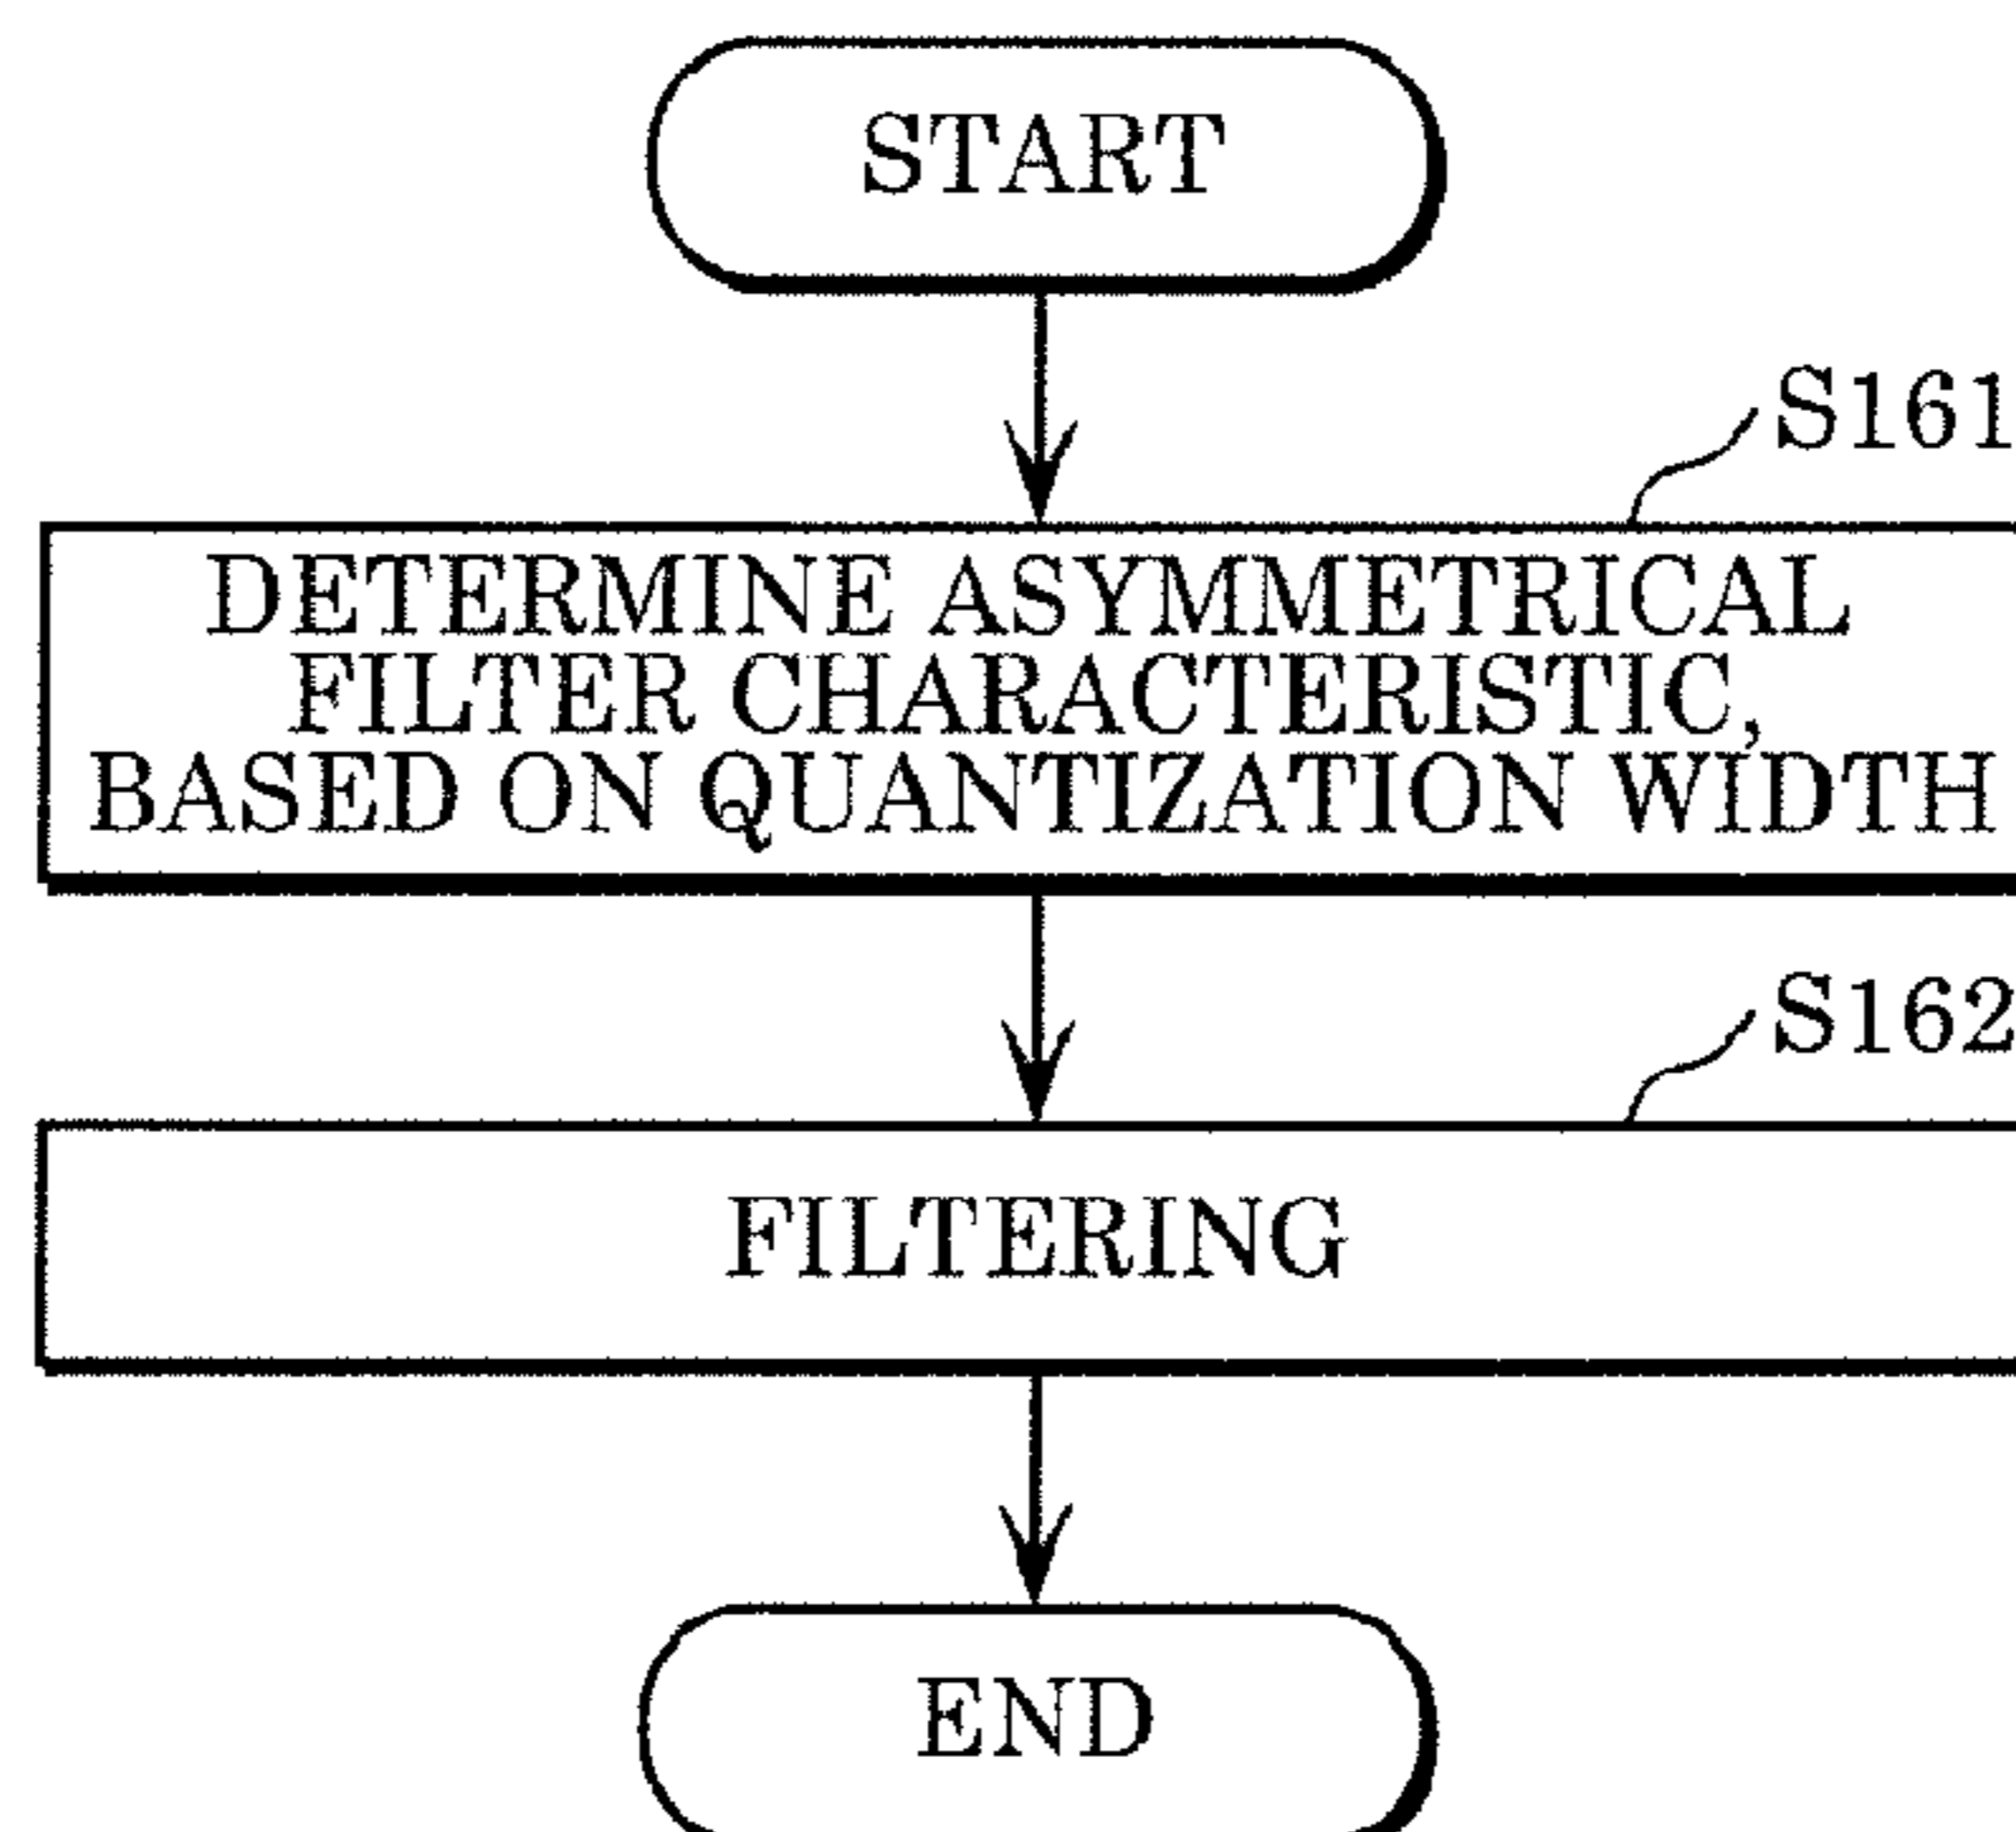 START
S161
DETERMINE ASYMMETRICAL
FILTER CHARACTERISTIC,
BASED ON QUANTIZATION WIDTH
S162
FILTERING
END